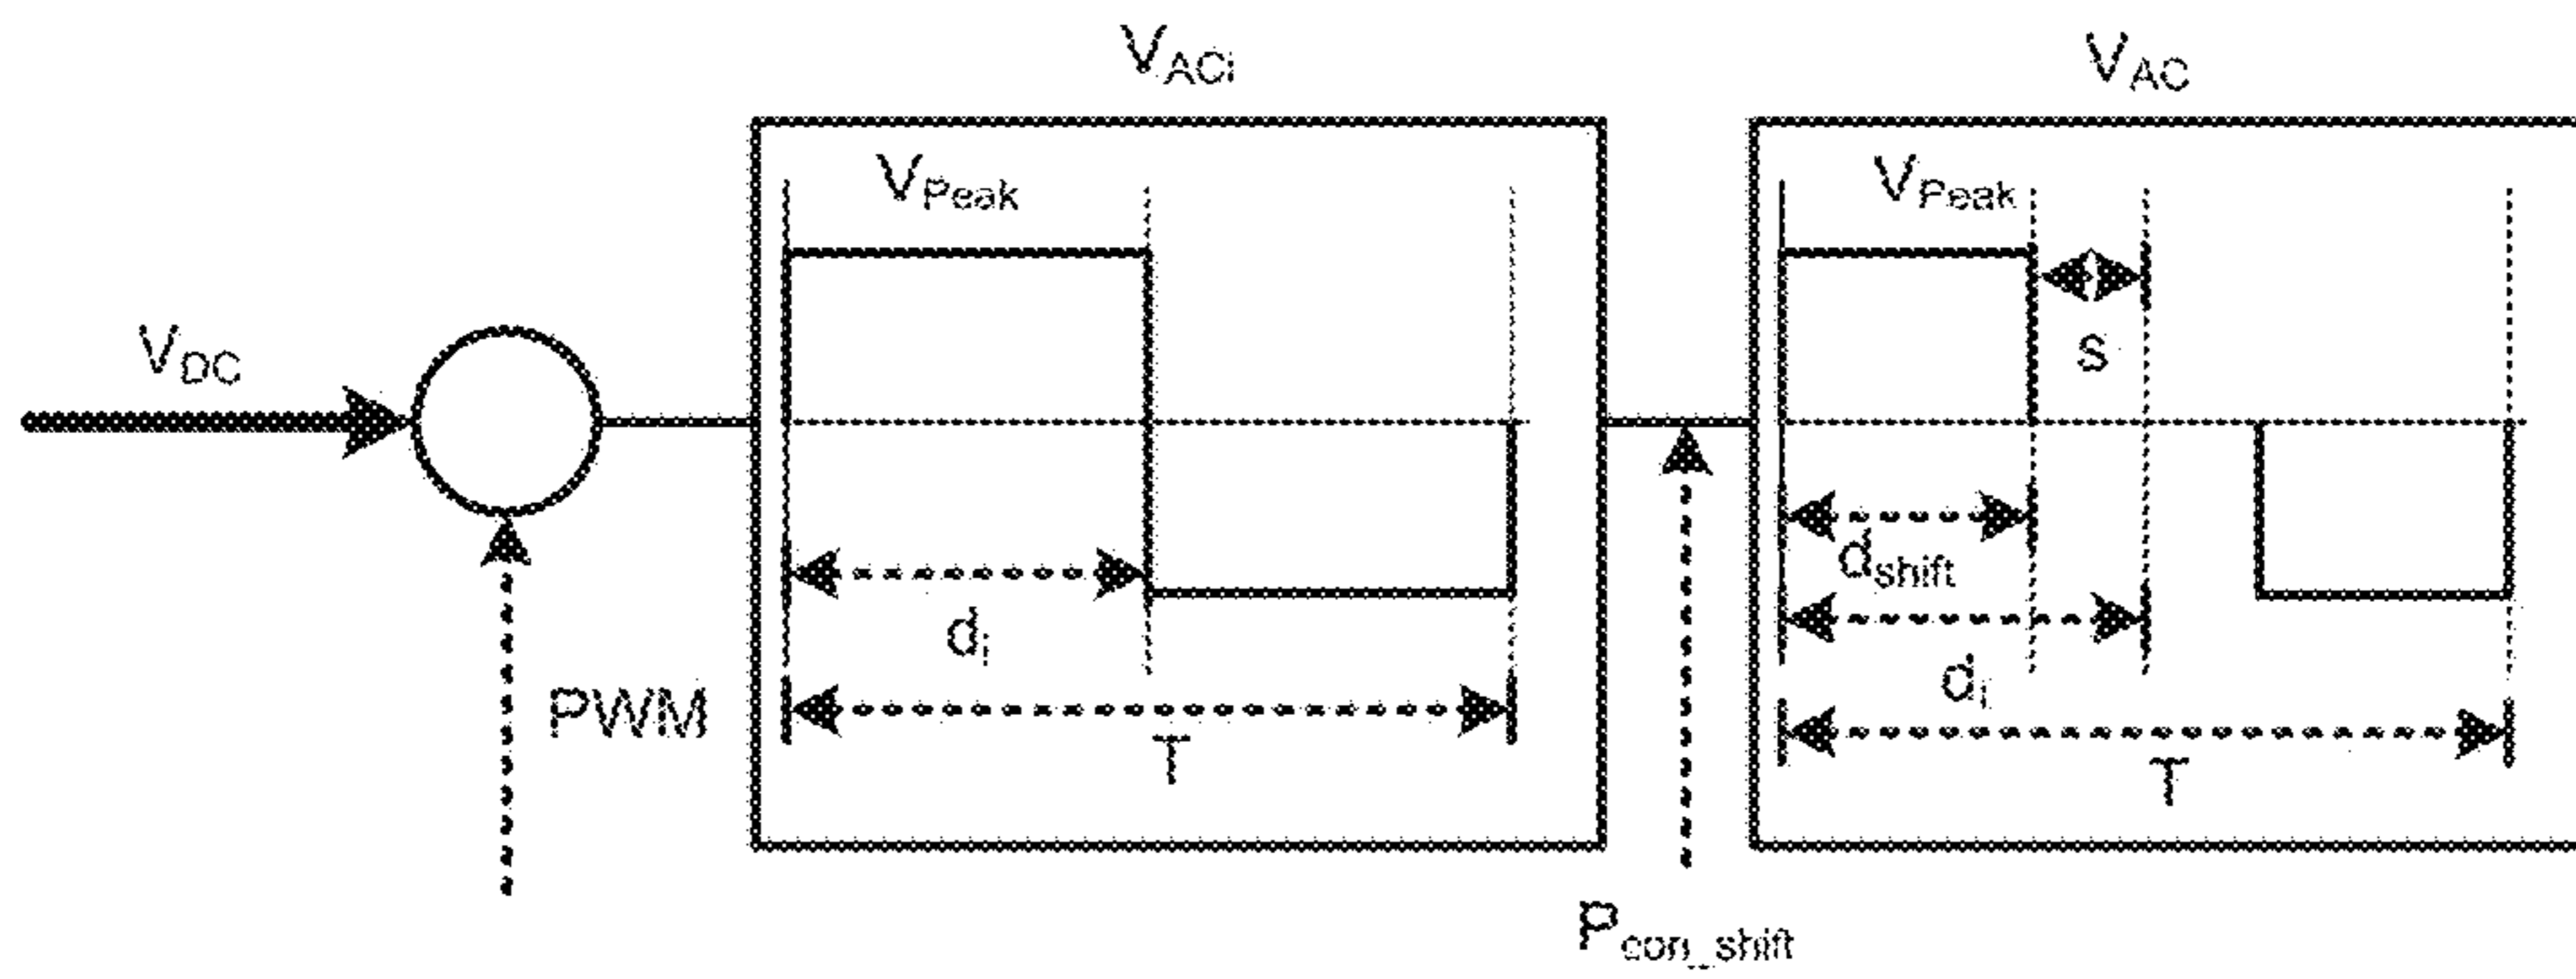 V_ACi
V_AC
V_Peak
V_Peak
V_DC
s
d_shift
d_i
d_i
PWM
T
T
P_con_shift